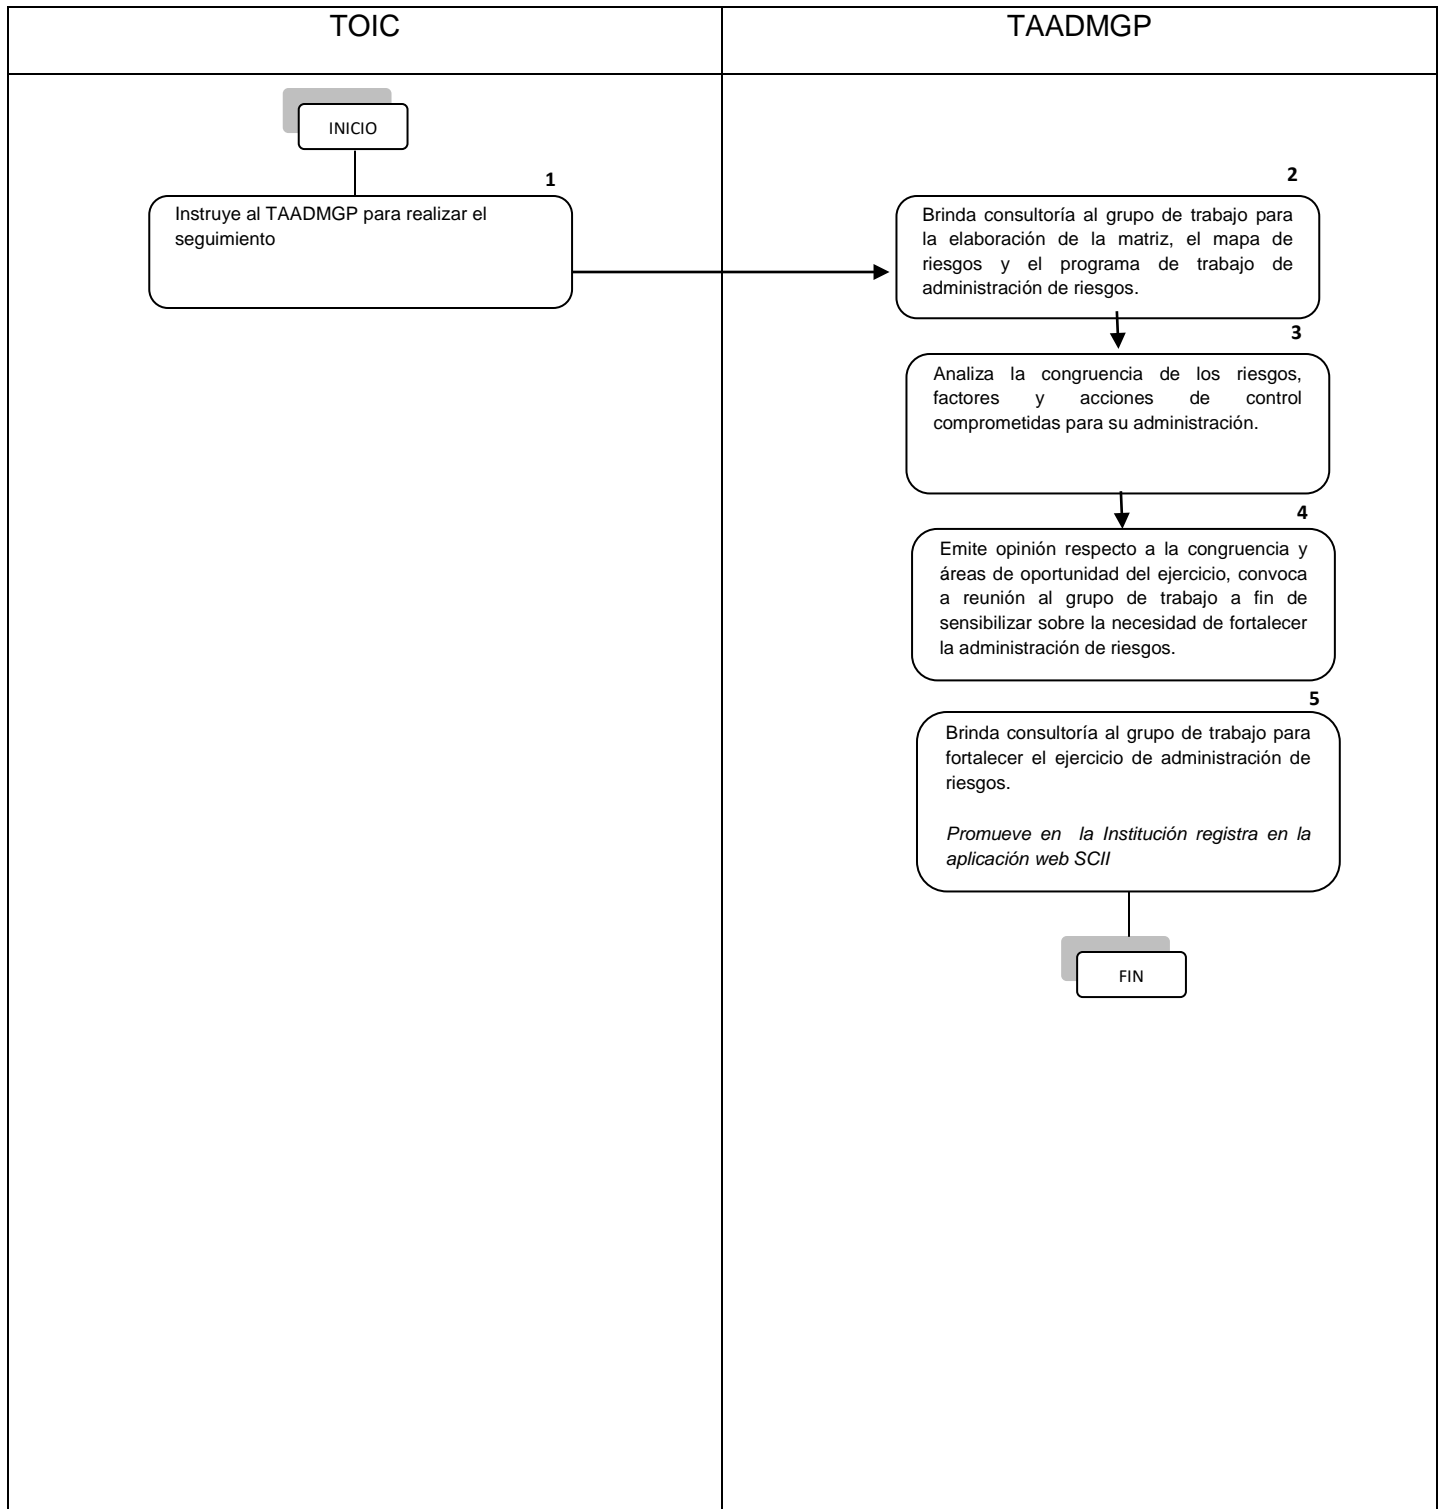 TOIC
TAADMGP
INICIO
1
Instruye al TAADMGP para realizar el
seguimiento
2
Brinda consultoría al grupo de trabajo para
la elaboración de la matriz, el mapa de
riesgos y el programa de trabajo de
administración de riesgos.
3
Analiza la congruencia de los riesgos,
factores y acciones de control
comprometidas para su administración.
4
Emite opinión respecto a la congruencia y
áreas de oportunidad del ejercicio, convoca
a reunión al grupo de trabajo a fin de
sensibilizar sobre la necesidad de fortalecer
la administración de riesgos.
5
Brinda consultoría al grupo de trabajo para
fortalecer el ejercicio de administración de
riesgos.
Promueve en la Institución registra en la
aplicación web SCII
FIN